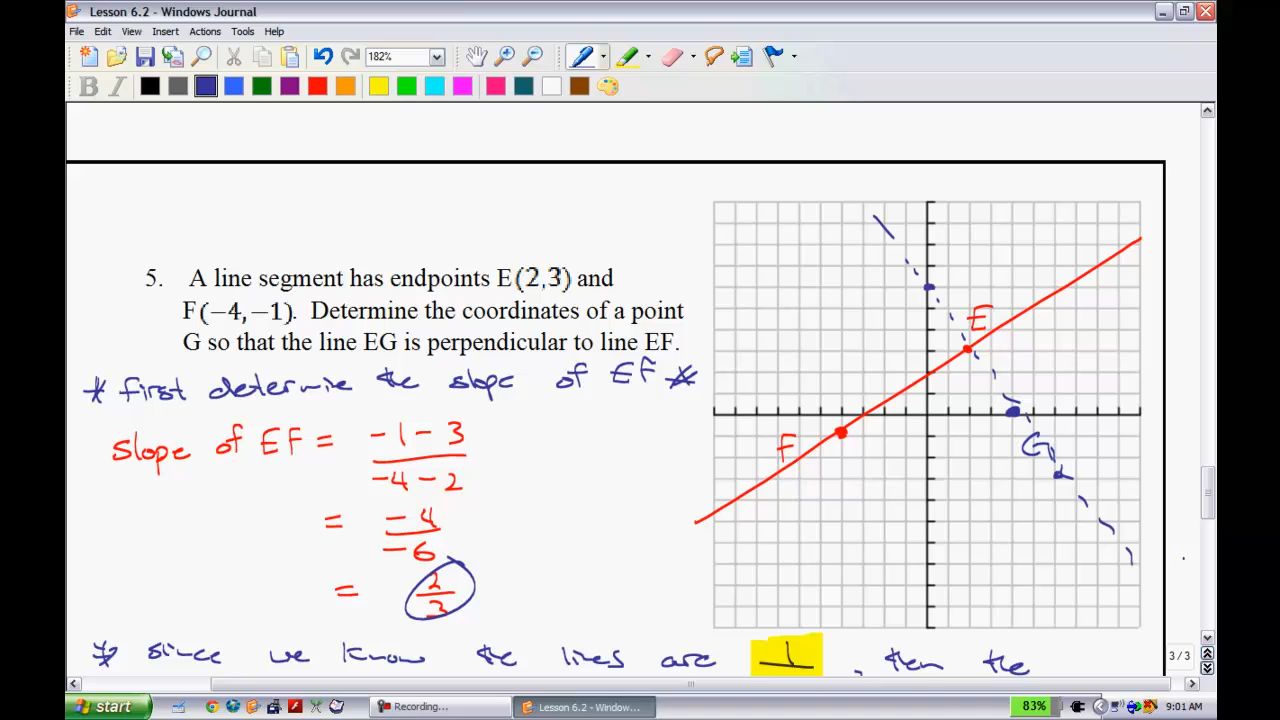 Lesson 6.2 - Windows Journal
File Edit View Insert Actions Tools Help
182%
B I
5. A line segment has endpoints E(2,3) and
F(−4,−1). Determine the coordinates of a point
G so that the line EG is perpendicular to line EF.
* first determine the slope of EF *
slope of EF = -1 - 3
-4 - 2
= -4
-6
= 2
3
E
F
G
* since we know the lines are ⊥, then the
3 / 3
start
Recording...
Lesson 6.2 - Window...
83%
9:01 AM